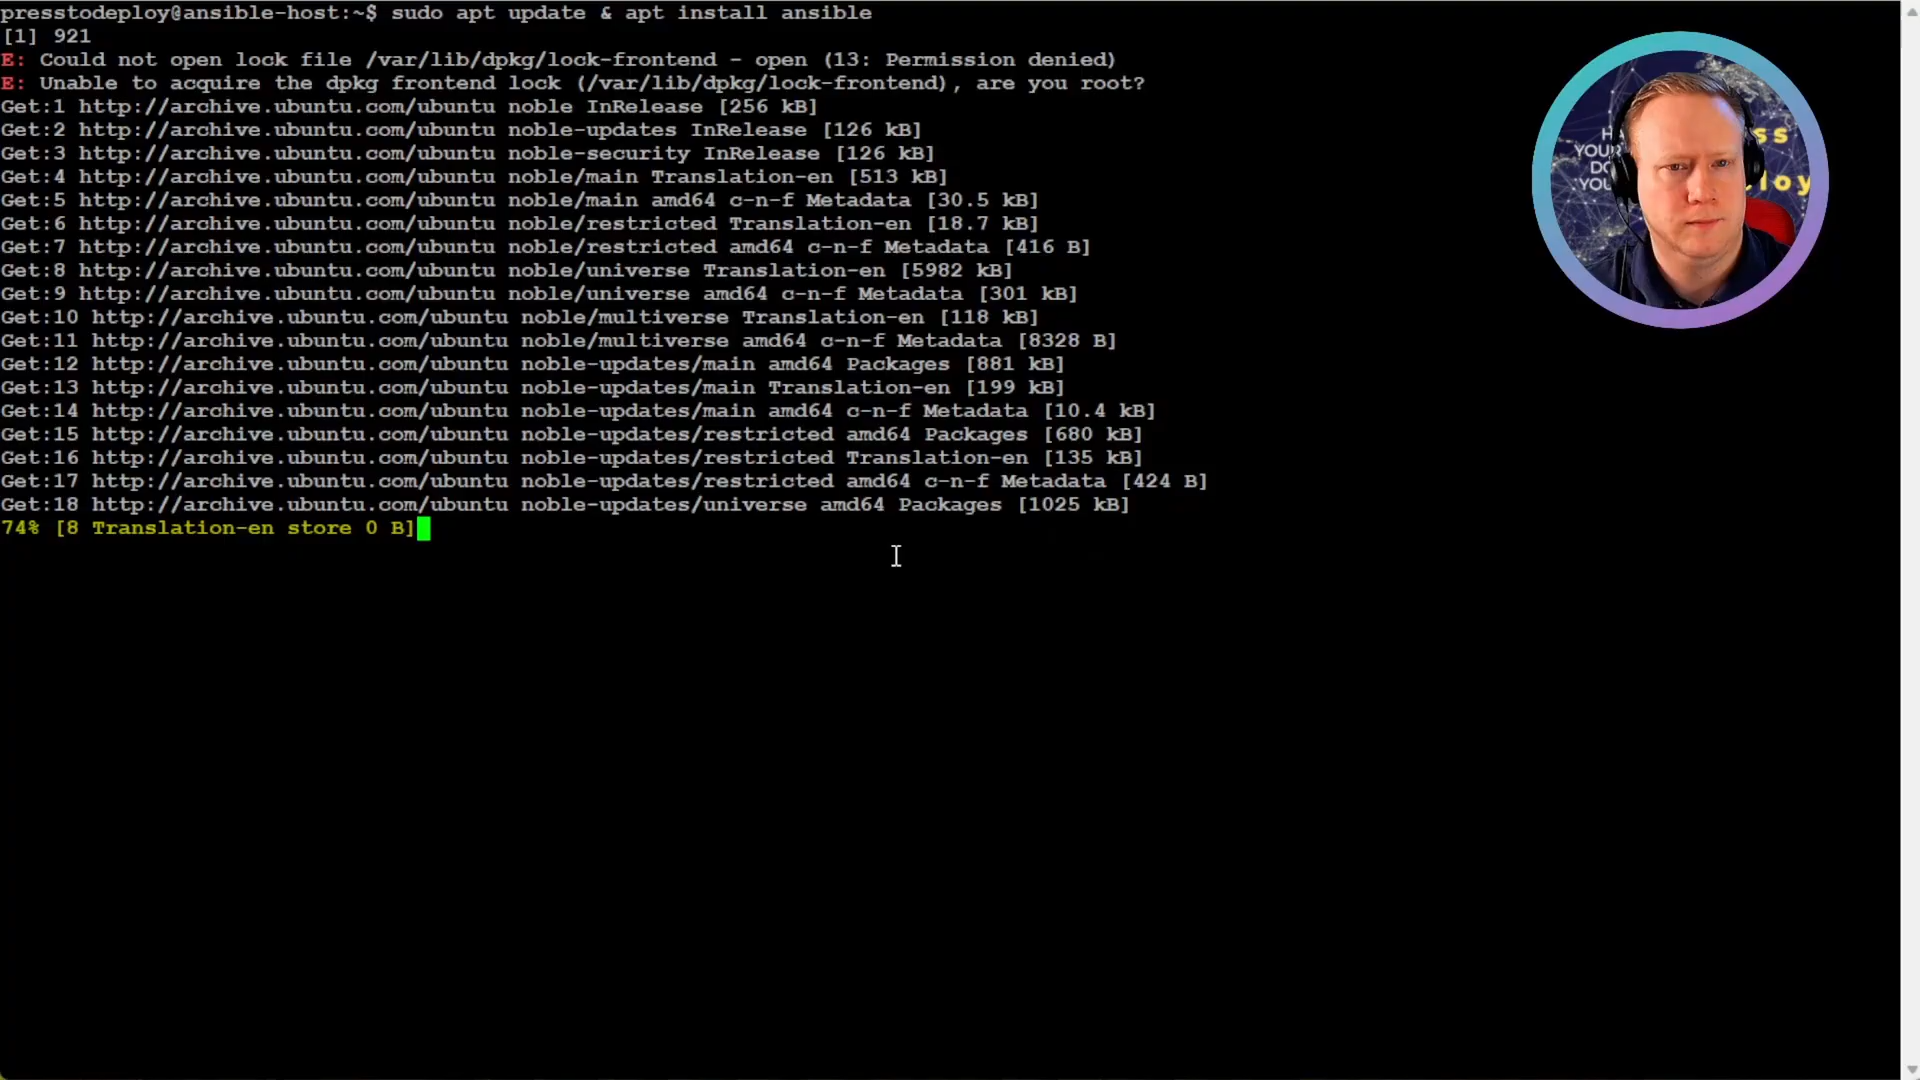 presstodeploy@ansible-host:~$ sudo apt update & apt install ansible
[1] 921
E: Could not open lock file /var/lib/dpkg/lock-frontend - open (13: Permission denied)
E: Unable to acquire the dpkg frontend lock (/var/lib/dpkg/lock-frontend), are you root?
Get:1 http://archive.ubuntu.com/ubuntu noble InRelease [256 kB]
Get:2 http://archive.ubuntu.com/ubuntu noble-updates InRelease [126 kB]
Get:3 http://archive.ubuntu.com/ubuntu noble-security InRelease [126 kB]
Get:4 http://archive.ubuntu.com/ubuntu noble/main Translation-en [513 kB]
Get:5 http://archive.ubuntu.com/ubuntu noble/main amd64 c-n-f Metadata [30.5 kB]
Get:6 http://archive.ubuntu.com/ubuntu noble/restricted Translation-en [18.7 kB]
Get:7 http://archive.ubuntu.com/ubuntu noble/restricted amd64 c-n-f Metadata [416 B]
Get:8 http://archive.ubuntu.com/ubuntu noble/universe Translation-en [5982 kB]
Get:9 http://archive.ubuntu.com/ubuntu noble/universe amd64 c-n-f Metadata [301 kB]
Get:10 http://archive.ubuntu.com/ubuntu noble/multiverse Translation-en [118 kB]
Get:11 http://archive.ubuntu.com/ubuntu noble/multiverse amd64 c-n-f Metadata [8328 B]
Get:12 http://archive.ubuntu.com/ubuntu noble-updates/main amd64 Packages [881 kB]
Get:13 http://archive.ubuntu.com/ubuntu noble-updates/main Translation-en [199 kB]
Get:14 http://archive.ubuntu.com/ubuntu noble-updates/main amd64 c-n-f Metadata [10.4 kB]
Get:15 http://archive.ubuntu.com/ubuntu noble-updates/restricted amd64 Packages [680 kB]
Get:16 http://archive.ubuntu.com/ubuntu noble-updates/restricted Translation-en [135 kB]
Get:17 http://archive.ubuntu.com/ubuntu noble-updates/restricted amd64 c-n-f Metadata [424 B]
Get:18 http://archive.ubuntu.com/ubuntu noble-updates/universe amd64 Packages [1025 kB]
74% [8 Translation-en store 0 B]